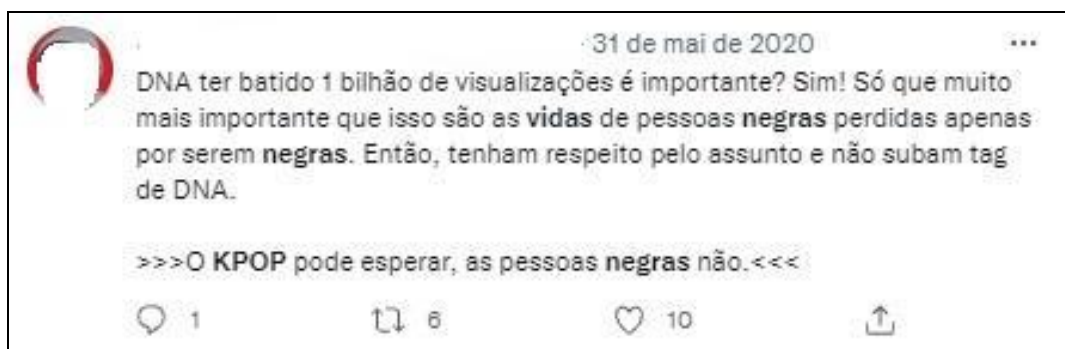 · 31 de mai de 2020 ...
DNA ter batido 1 bilhão de visualizações é importante? Sim! Só que muito
mais importante que isso são as vidas de pessoas negras perdidas apenas
por serem negras. Então, tenham respeito pelo assunto e não subam tag
de DNA.
>>>O KPOP pode esperar, as pessoas negras não.<<<
1 6 10